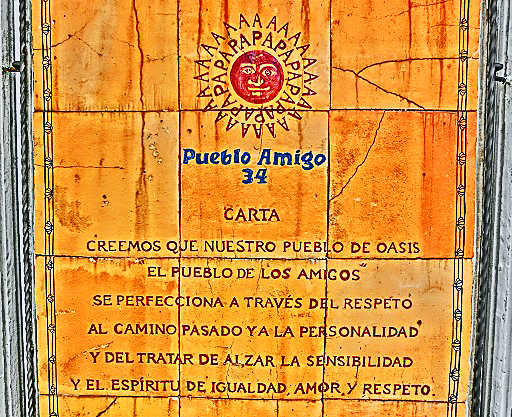 PAPAPAPAPAPAPA
Pueblo Amigo
34
CARTA
CREEMOS QUE NUESTRO PUEBLO DE OASIS
EL PUEBLO DE LOS AMIGOS
SE PERFECCIONA A TRAVÉS DEL RESPETO
AL CAMINO PASADO Y A LA PERSONALIDAD
Y DEL TRATAR DE ALZAR LA SENSIBILIDAD
Y EL ESPÍRITU DE IGUALDAD, AMOR, Y RESPETO.